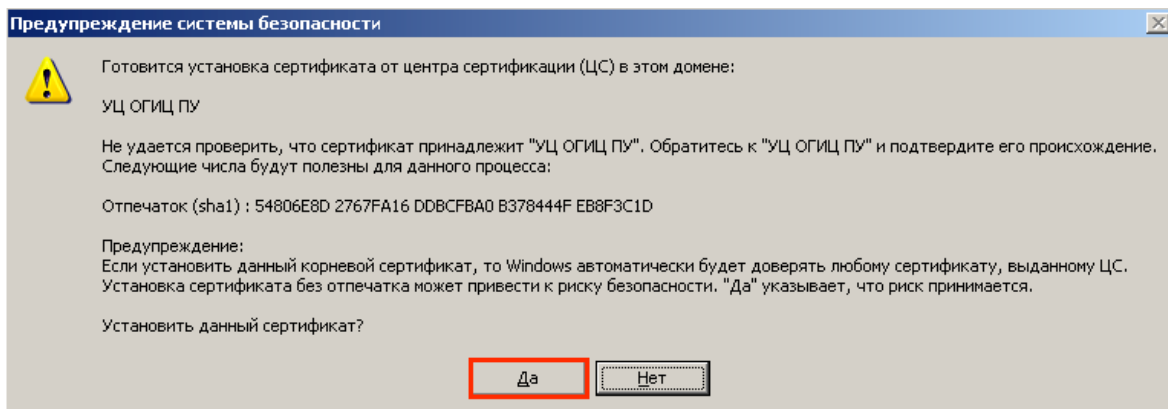 Предупреждение системы безопасности
Готовится установка сертификата от центра сертификации (ЦС) в этом домене:
УЦ ОГИЦ ПУ
Не удается проверить, что сертификат принадлежит "УЦ ОГИЦ ПУ". Обратитесь к "УЦ ОГИЦ ПУ" и подтвердите его происхождение.
Следующие числа будут полезны для данного процесса:
Отпечаток (sha1) : 54806E8D 2767FA16 DDBCFBA0 B378444F EB8F3C1D
Предупреждение:
Если установить данный корневой сертификат, то Windows автоматически будет доверять любому сертификату, выданному ЦС.
Установка сертификата без отпечатка может привести к риску безопасности. "Да" указывает, что риск принимается.
Установить данный сертификат?
Да
Нет